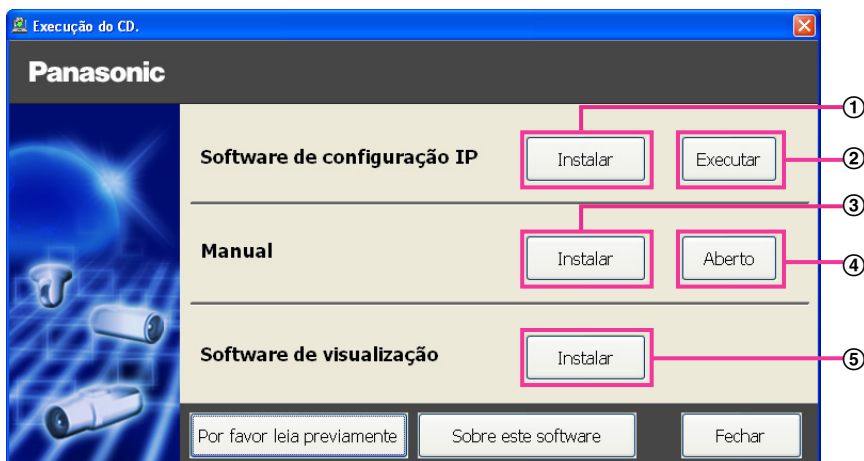 Execução do CD.
Panasonic
①
Software de configuração IP
Instalar
Executar
②
③
Manual
Instalar
Aberto
④
Software de visualização
Instalar
⑤
Por favor leia previamente
Sobre este software
Fechar